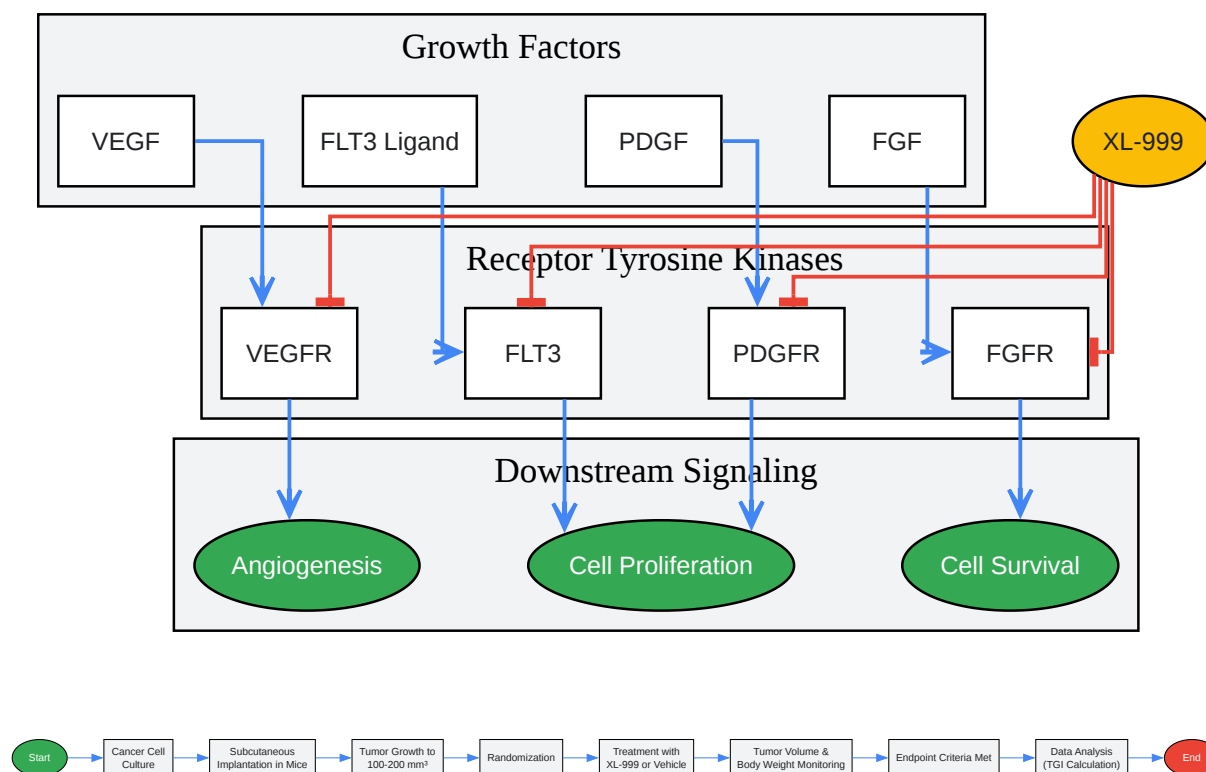 Growth Factors
VEGF
FLT3 Ligand
PDGF
FGF
XL-999
Receptor Tyrosine Kinases
VEGFR
FLT3
PDGFR
FGFR
Downstream Signaling
Angiogenesis
Cell Proliferation
Cell Survival
Start
Cancer Cell
Culture
Subcutaneous
Implantation in Mice
Tumor Growth to
100-200 mm³
Randomization
Treatment with
XL-999 or Vehicle
Tumor Volume &
Body Weight Monitoring
Endpoint Criteria Met
Data Analysis
(TGI Calculation)
End